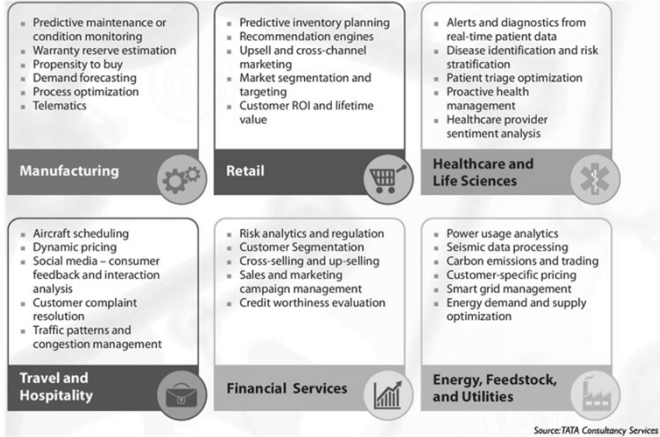 Predictive maintenance or
condition monitoring
Warranty reserve estimation
Propensity to buy
Demand forecasting
Process optimization
Telematics
Manufacturing
Predictive inventory planning
Recommendation engines
Upsell and cross-channel
marketing
Market segmentation and
targeting
Customer ROI and lifetime
value
Retail
Alerts and diagnostics from
real-time patient data
Disease identification and risk
stratification
Patient triage optimization
Proactive health
management
Healthcare provider
sentiment analysis
Healthcare and
Life Sciences
Aircraft scheduling
Dynamic pricing
Social media – consumer
feedback and interaction
analysis
Customer complaint
resolution
Traffic patterns and
congestion management
Travel and
Hospitality
Risk analytics and regulation
Customer Segmentation
Cross-selling and up-selling
Sales and marketing
campaign management
Credit worthiness evaluation
Financial Services
Power usage analytics
Seismic data processing
Carbon emissions and trading
Customer-specific pricing
Smart grid management
Energy demand and supply
optimization
Energy, Feedstock,
and Utilities
Source:TATA Consultancy Services